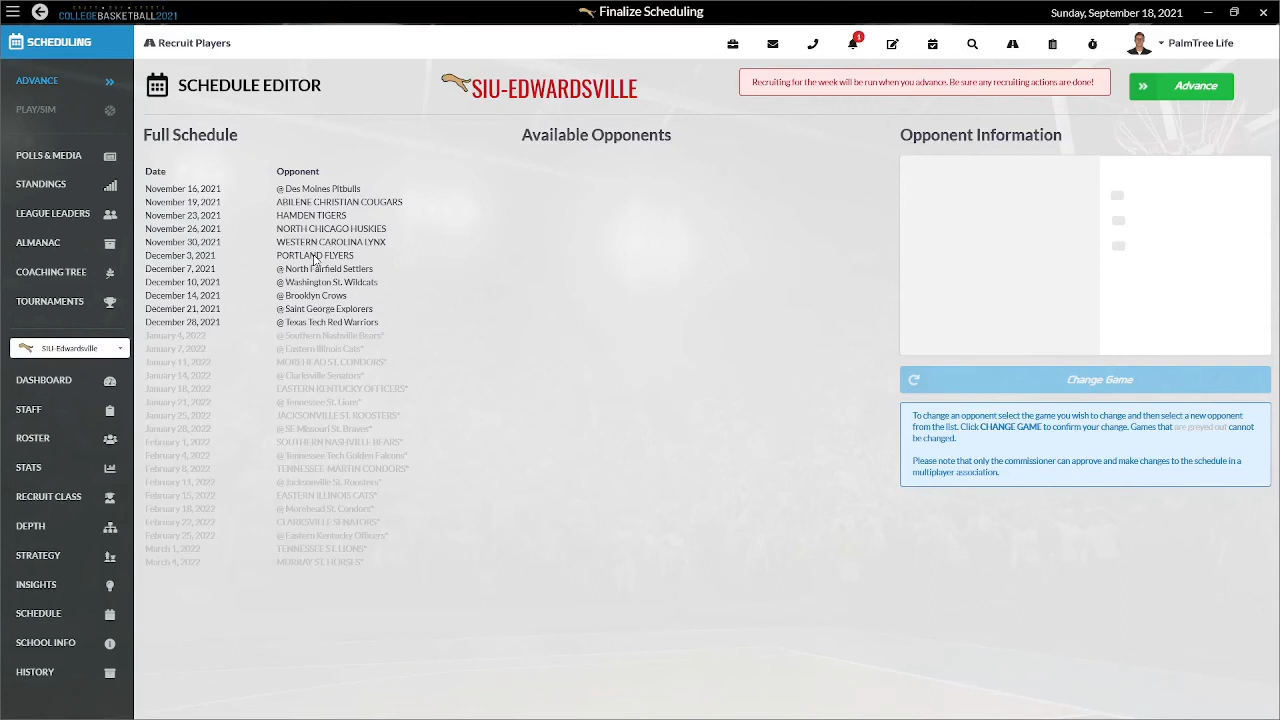 DRAFT DAY SPORTS
COLLEGEBASKETBALL2021
Finalize Scheduling
Sunday, September 18, 2021
SCHEDULING
Recruit Players
1
PalmTree Life
ADVANCE
PLAY/SIM
POLLS & MEDIA
STANDINGS
LEAGUE LEADERS
ALMANAC
COACHING TREE
TOURNAMENTS
SIU-Edwardsville
DASHBOARD
STAFF
ROSTER
STATS
RECRUIT CLASS
DEPTH
STRATEGY
INSIGHTS
SCHEDULE
SCHOOL INFO
HISTORY
SCHEDULE EDITOR
SIU-EDWARDSVILLE
Recruiting for the week will be run when you advance. Be sure any recruiting actions are done!
Advance
Full Schedule
Available Opponents
Opponent Information
Date Opponent
November 16, 2021 @ Des Moines Pitbulls
November 19, 2021 ABILENE CHRISTIAN COUGARS
November 23, 2021 HAMDEN TIGERS
November 26, 2021 NORTH CHICAGO HUSKIES
November 30, 2021 WESTERN CAROLINA LYNX
December 3, 2021 PORTLAND FLYERS
December 7, 2021 @ North Fairfield Settlers
December 10, 2021 @ Washington St. Wildcats
December 14, 2021 @ Brooklyn Crows
December 21, 2021 @ Saint George Explorers
December 28, 2021 @ Texas Tech Red Warriors
January 4, 2022 @ Southern Nashville Bears*
January 7, 2022 @ Eastern Illinois Cats*
January 11, 2022 MOREHEAD ST. CONDORS*
January 14, 2022 @ Clarksville Senators*
January 18, 2022 EASTERN KENTUCKY OFFICERS*
January 21, 2022 @ Tennessee St. Lions*
January 25, 2022 JACKSONVILLE ST. ROOSTERS*
January 28, 2022 @ SE Missouri St. Braves*
February 1, 2022 SOUTHERN NASHVILLE BEARS*
February 4, 2022 @ Tennessee Tech Golden Falcons*
February 8, 2022 TENNESSEE-MARTIN CONDORS*
February 11, 2022 @ Jacksonville St. Roosters*
February 15, 2022 EASTERN ILLINOIS CATS*
February 18, 2022 @ Morehead St. Condors*
February 22, 2022 CLARKSVILLE SENATORS*
February 25, 2022 @ Eastern Kentucky Officers*
March 1, 2022 TENNESSEE ST. LIONS*
March 4, 2022 MURRAY ST. HORSES*
Change Game
To change an opponent select the game you wish to change and then select a new opponent
from the list. Click CHANGE GAME to confirm your change. Games that are greyed out cannot
be changed.
Please note that only the commissioner can approve and make changes to the schedule in a
multiplayer association.